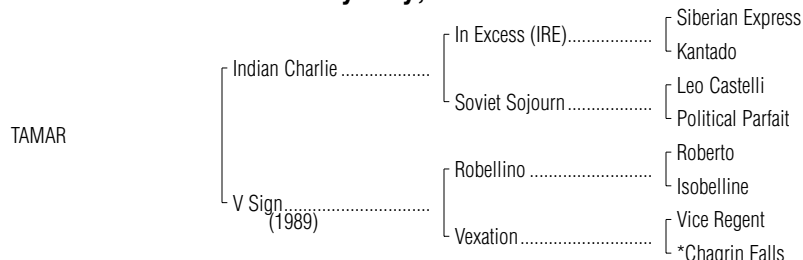 Siberian Express
In Excess (IRE)..................
Kantado
Indian Charlie ...................
Leo Castelli
Soviet Sojourn ..................
Political Parfait
TAMAR
Roberto
Robellino ..........................
Isobelline
V Sign...............................
(1989)
Vice Regent
Vexation............................
*Chagrin Falls